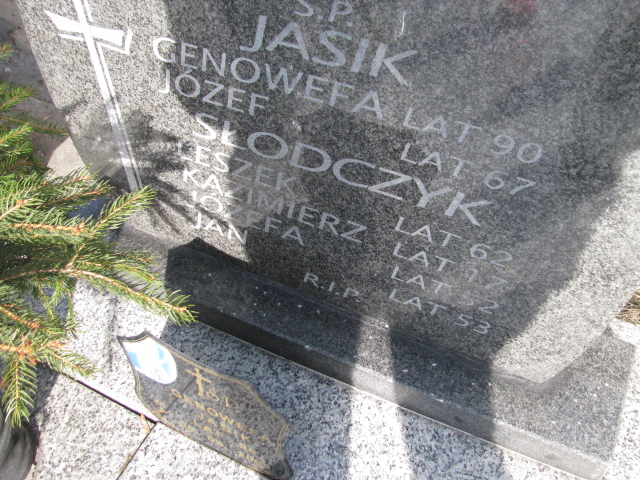 Ś.P.
JASIK
GENOWEFA LAT 90
JÓZEF LAT 67
SŁODCZYK
LESZEK LAT 62
KAZIMIERZ LAT 17
JÓZEFA LAT
JAN LAT 53
R.I.P.
GENOWEFA